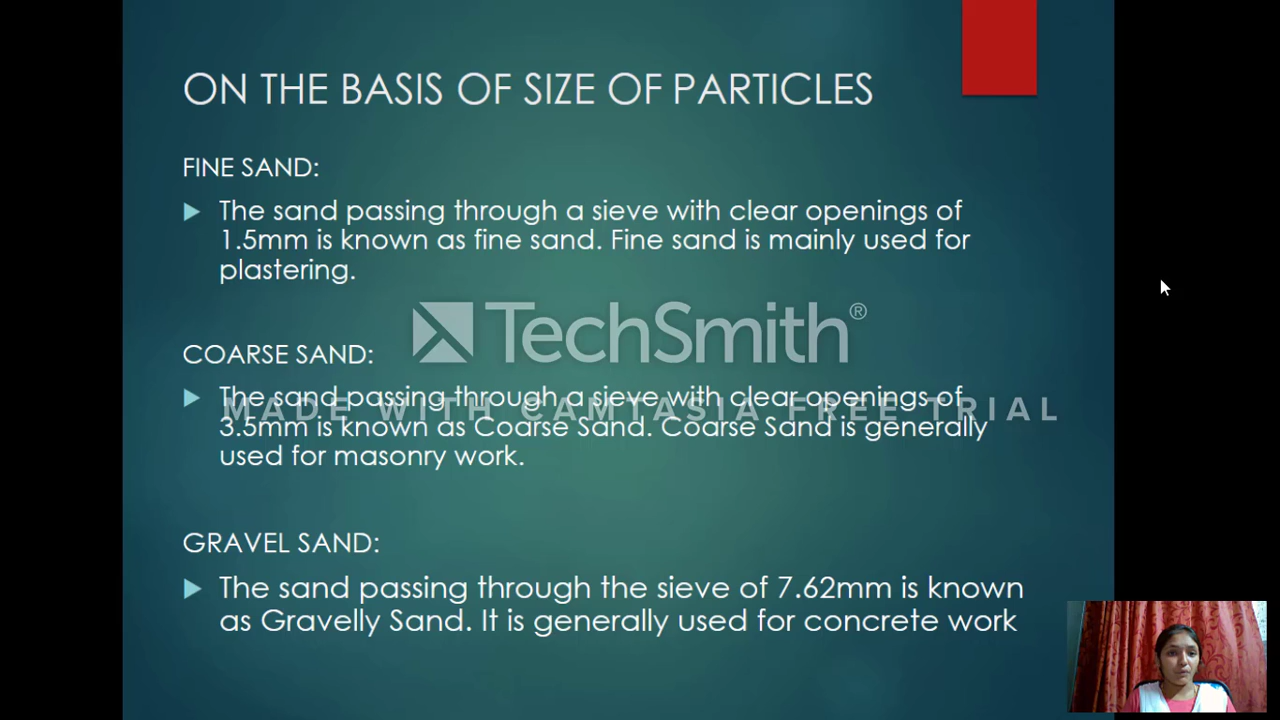 ON THE BASIS OF SIZE OF PARTICLES
FINE SAND:
The sand passing through a sieve with clear openings of
1.5mm is known as fine sand. Fine sand is mainly used for
plastering.
TechSmith®
COARSE SAND:
The sand passing through a sieve with clear openings of
MADE WITH CAMTASIA FREE TRIAL
3.5mm is known as Coarse Sand. Coarse Sand is generally
used for masonry work.
GRAVEL SAND:
The sand passing through the sieve of 7.62mm is known
as Gravelly Sand. It is generally used for concrete work